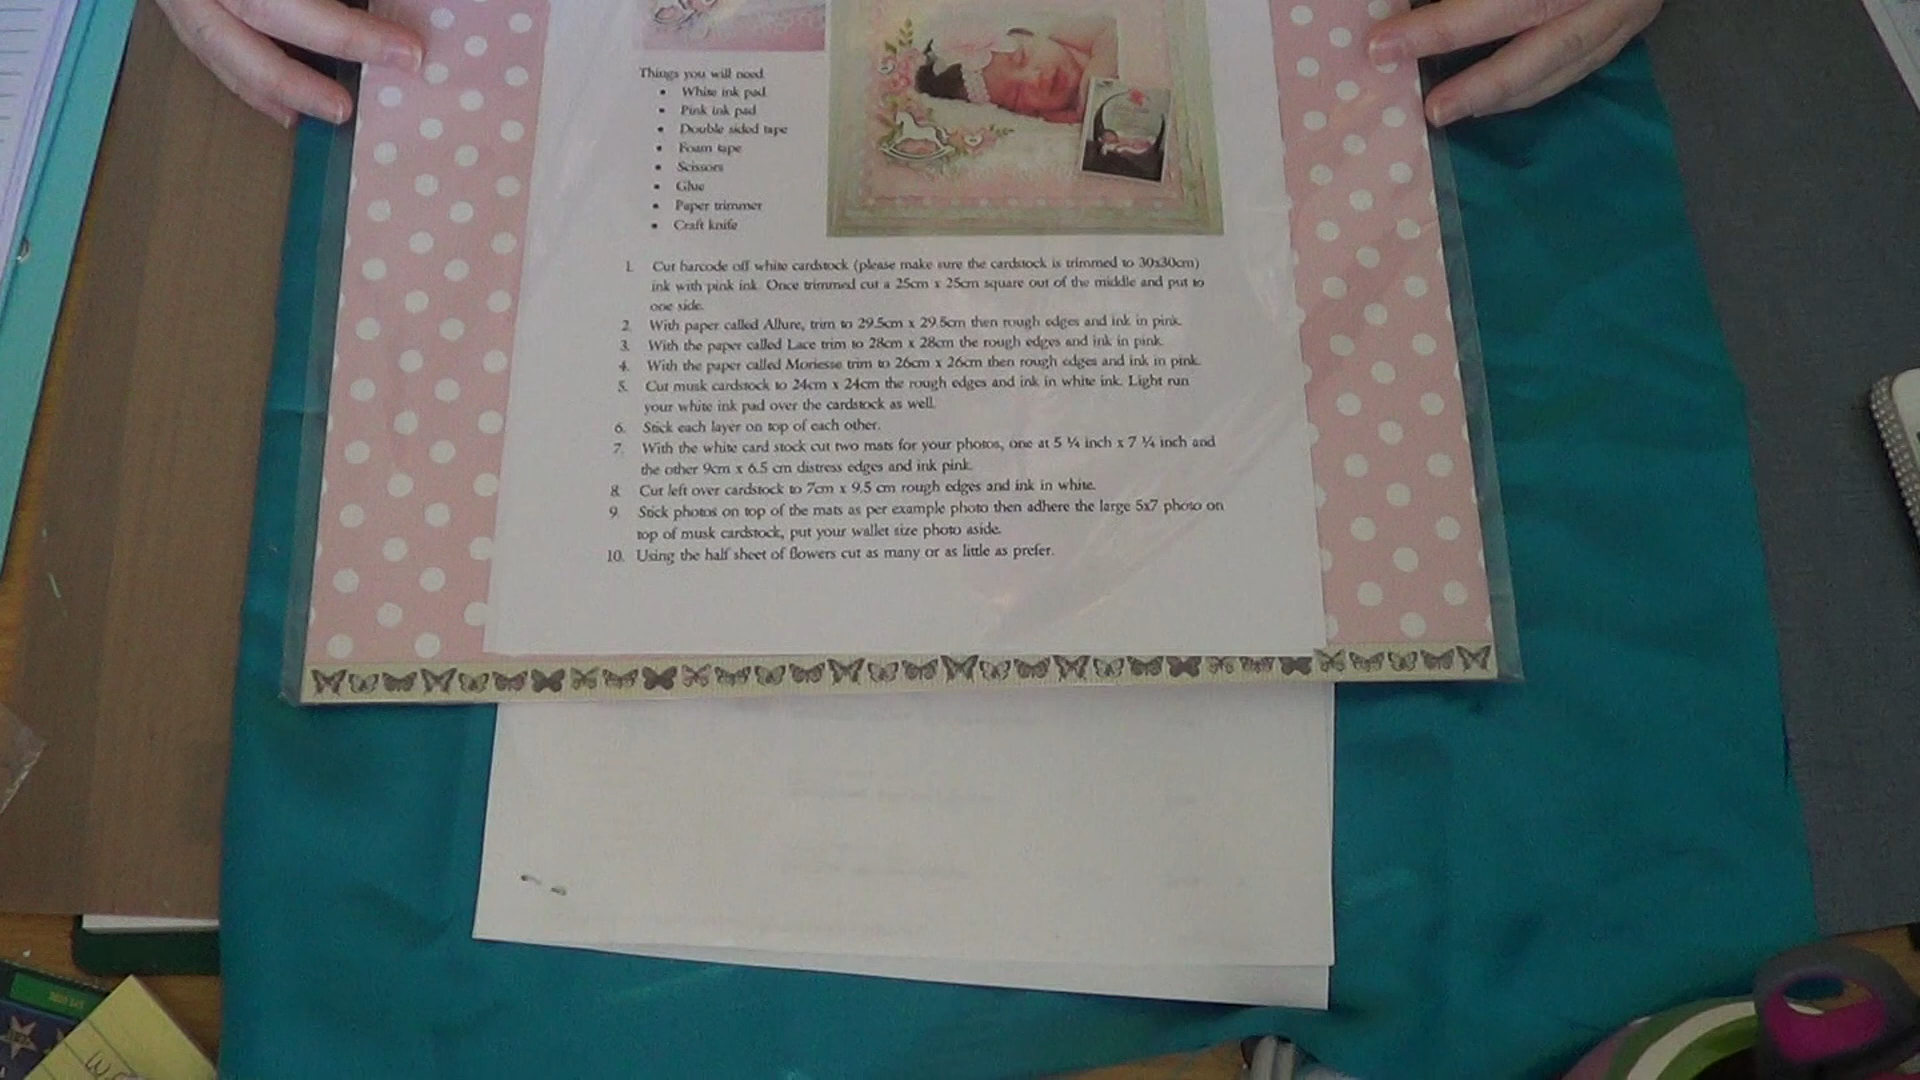 Things you will need
• White ink pad
• Pink ink pad
• Double sided tape
• Foam tape
• Scissors
• Glue
• Paper trimmer
• Craft knife
1. Cut barcode off white cardstock (please make sure the cardstock is trimmed to 30x30cm)
ink with pink ink. Once trimmed cut a 25cm x 25cm square out of the middle and put to
one side.
2. With paper called Allure, trim to 29.5cm x 29.5cm then rough edges and ink in pink.
3. With the paper called Lace trim to 28cm x 28cm the rough edges and ink in pink.
4. With the paper called Moriesse trim to 26cm x 26cm then rough edges and ink in pink.
5. Cut musk cardstock to 24cm x 24cm the rough edges and ink in white ink. Light run
your white ink pad over the cardstock as well.
6. Stick each layer on top of each other.
7. With the white card stock cut two mats for your photos, one at 5 ¼ inch x 7 ¼ inch and
the other 9cm x 6.5 cm distress edges and ink pink.
8. Cut left over cardstock to 7cm x 9.5 cm rough edges and ink in white.
9. Stick photos on top of the mats as per example photo then adhere the large 5x7 photo on
top of musk cardstock, put your wallet size photo aside.
10. Using the half sheet of flowers cut as many or as little as prefer.